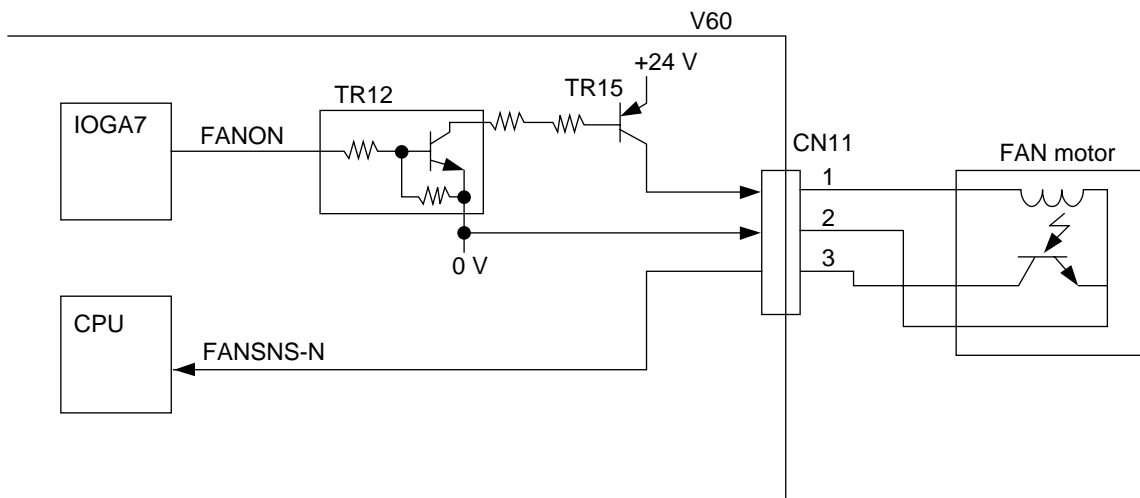 V60
+24 V
TR12
TR15
IOGA7
FANON
CN11
FAN motor
1
2
3
0 V
CPU
FANSNS-N